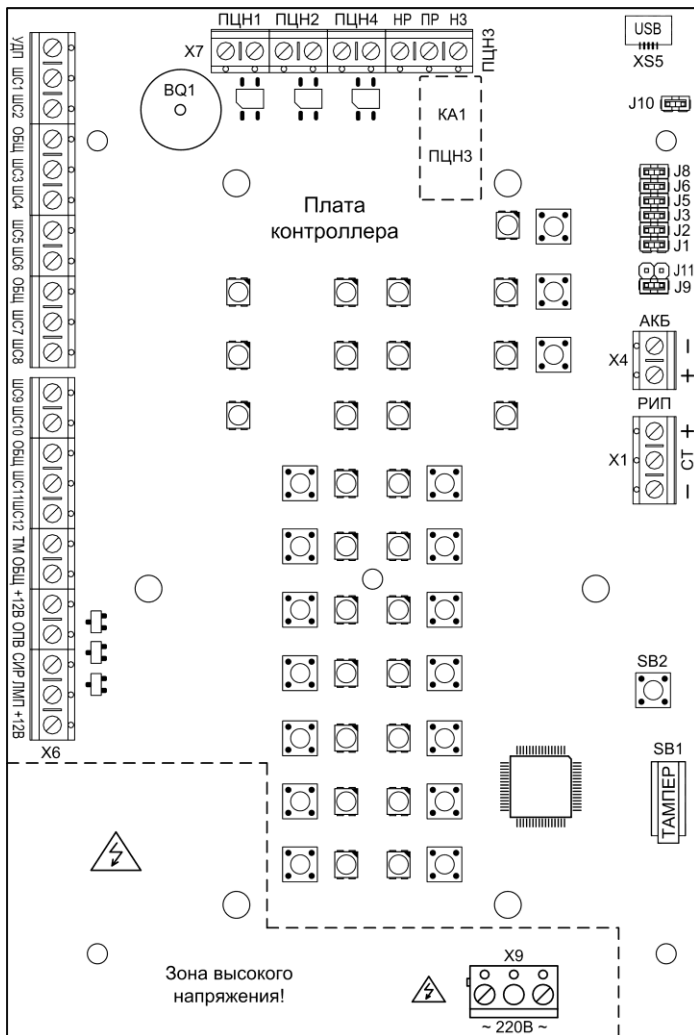 ПЦН1 ПЦН2 ПЦН4 НР ПР НЗ
X7
ПЦН3
USB
XS5
BQ1
КА1
ПЦН3
J10
УДП ШС1 ШС2 ОБЩ ШС3 ШС4 ШС5 ШС6 ОБЩ ШС7 ШС8
Плата
контроллера
J8
J6
J5
J3
J2
J1
J11
J9
АКБ
X4
–
+
РИП
X1
+
СТ
–
ШС9 ШС10 ОБЩ ШС11 ШС12 ТМ ОБЩ +12В ОПВ СИР ЛМП +12В
X6
SB2
SB1
ТАМПЕР
Зона высокого
напряжения!
X9
~ 220В ~